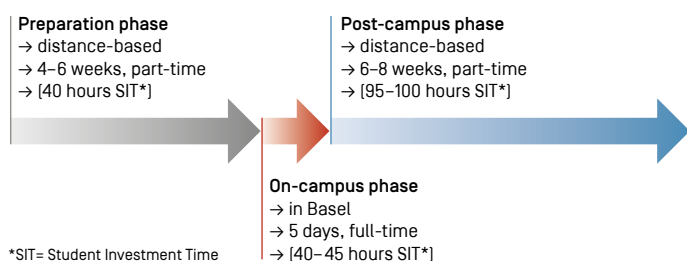 Preparation phase
→ distance-based
→ 4–6 weeks, part-time
→ [40 hours SIT*]
Post-campus phase
→ distance-based
→ 6–8 weeks, part-time
→ [95–100 hours SIT*]
On-campus phase
→ in Basel
→ 5 days, full-time
→ [40–45 hours SIT*]
*SIT= Student Investment Time